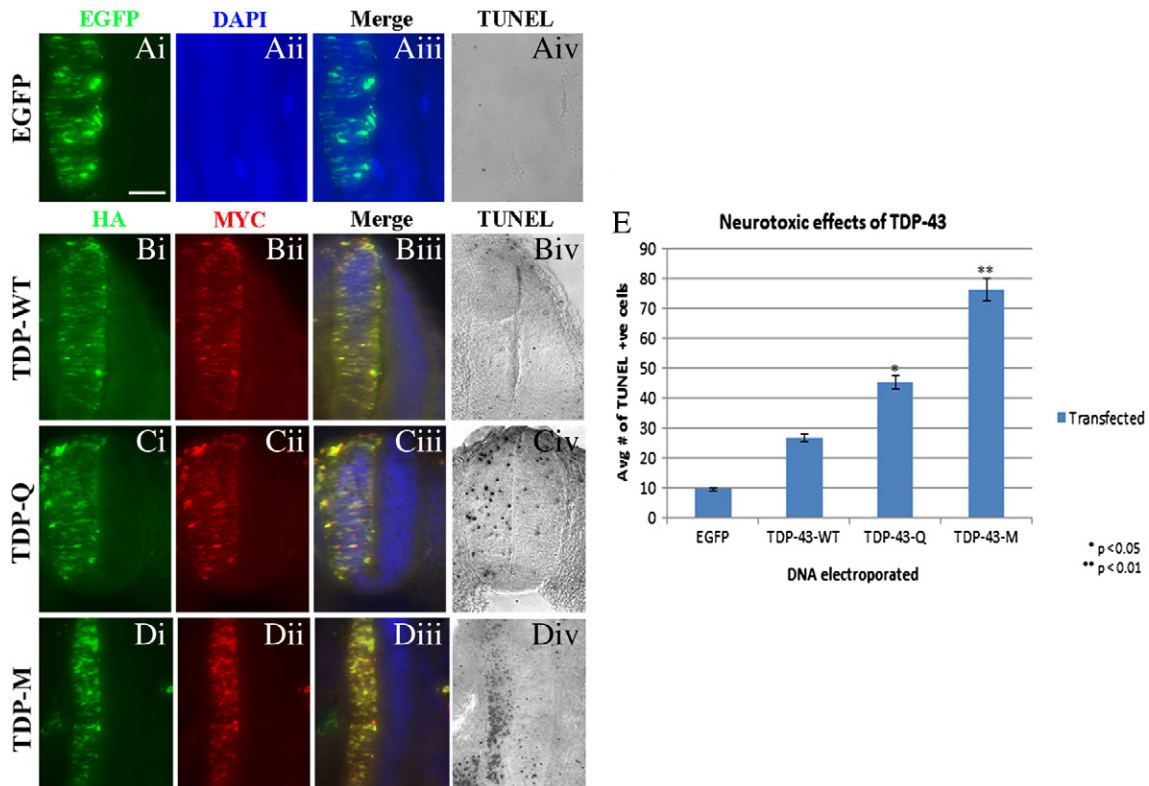 EGFP DAPI Merge TUNEL
EGFP
Ai Aii Aiii Aiv
HA MYC Merge TUNEL
TDP-WT
Bi Bii Biii Biv
TDP-Q
Ci Cii Ciii Civ
TDP-M
Di Dii Diii Div
E
Neurotoxic effects of TDP-43
Avg # of TUNEL +ve cells
90
80
70
60
50
40
30
20
10
0
*
**
EGFP TDP-43-WT TDP-43-Q TDP-43-M
DNA electroporated
Transfected
* p<0.05
** p<0.01